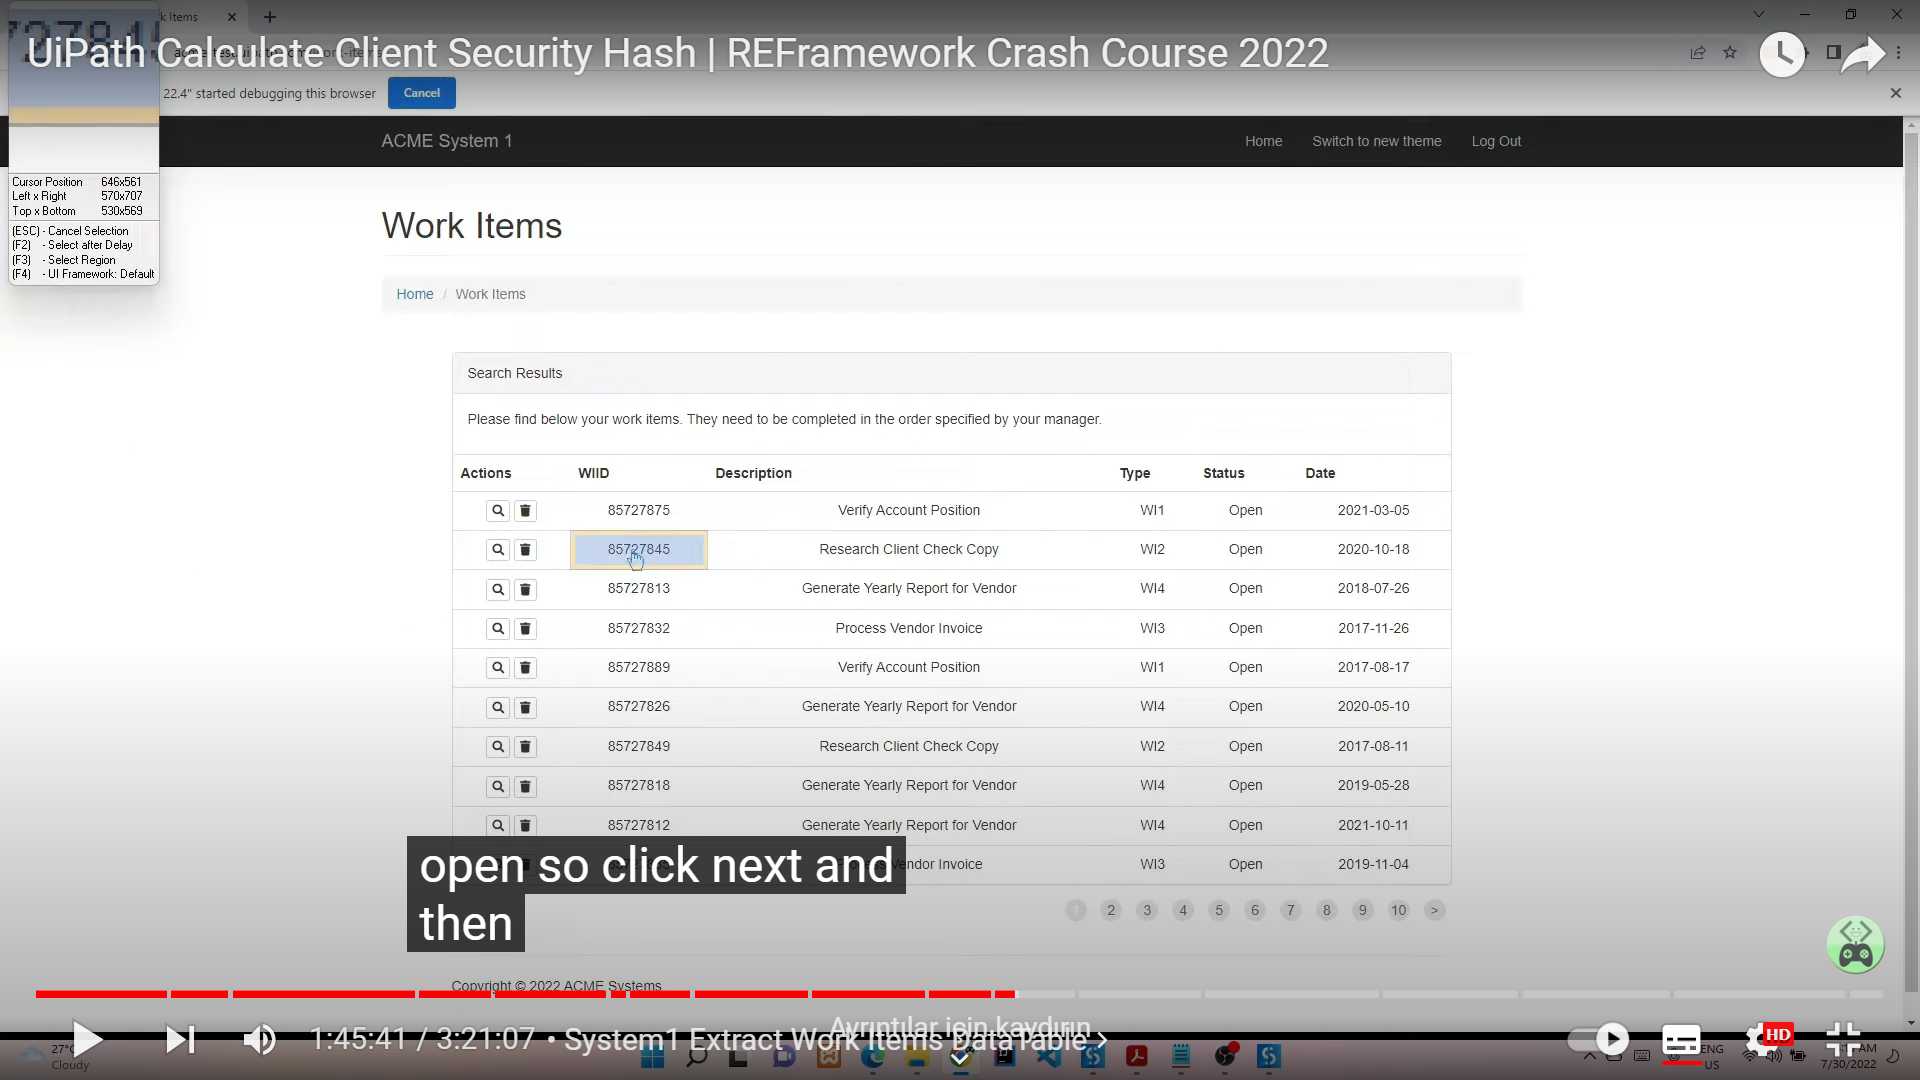 k Items
UiPath Calculate Client Security Hash | REFramework Crash Course 2022
22.4" started debugging this browser
Cancel
ACME System 1
Home
Switch to new theme
Log Out
Cursor Position 646x561
Left x Right 570x707
Top x Bottom 530x569
(ESC) - Cancel Selection
(F2) - Select after Delay
(F3) - Select Region
(F4) - UI Framework: Default
Work Items
Home / Work Items
Search Results
Please find below your work items. They need to be completed in the order specified by your manager.
Actions WIID Description Type Status Date
85727875 Verify Account Position WI1 Open 2021-03-05
85727845 Research Client Check Copy WI2 Open 2020-10-18
85727813 Generate Yearly Report for Vendor WI4 Open 2018-07-26
85727832 Process Vendor Invoice WI3 Open 2017-11-26
85727889 Verify Account Position WI1 Open 2017-08-17
85727826 Generate Yearly Report for Vendor WI4 Open 2020-05-10
85727849 Research Client Check Copy WI2 Open 2017-08-11
85727818 Generate Yearly Report for Vendor WI4 Open 2019-05-28
85727812 Generate Yearly Report for Vendor WI4 Open 2021-10-11
Vendor Invoice WI3 Open 2019-11-04
open so click next and
then
1 2 3 4 5 6 7 8 9 10 >
Copyright © 2022 ACME Systems
Ayrıntılar için kaydırın
1:45:41 / 3:21:07 • System1 Extract Work Items DataTable >
HD
27°
Cloudy
ENG
US
AM
7/30/2022